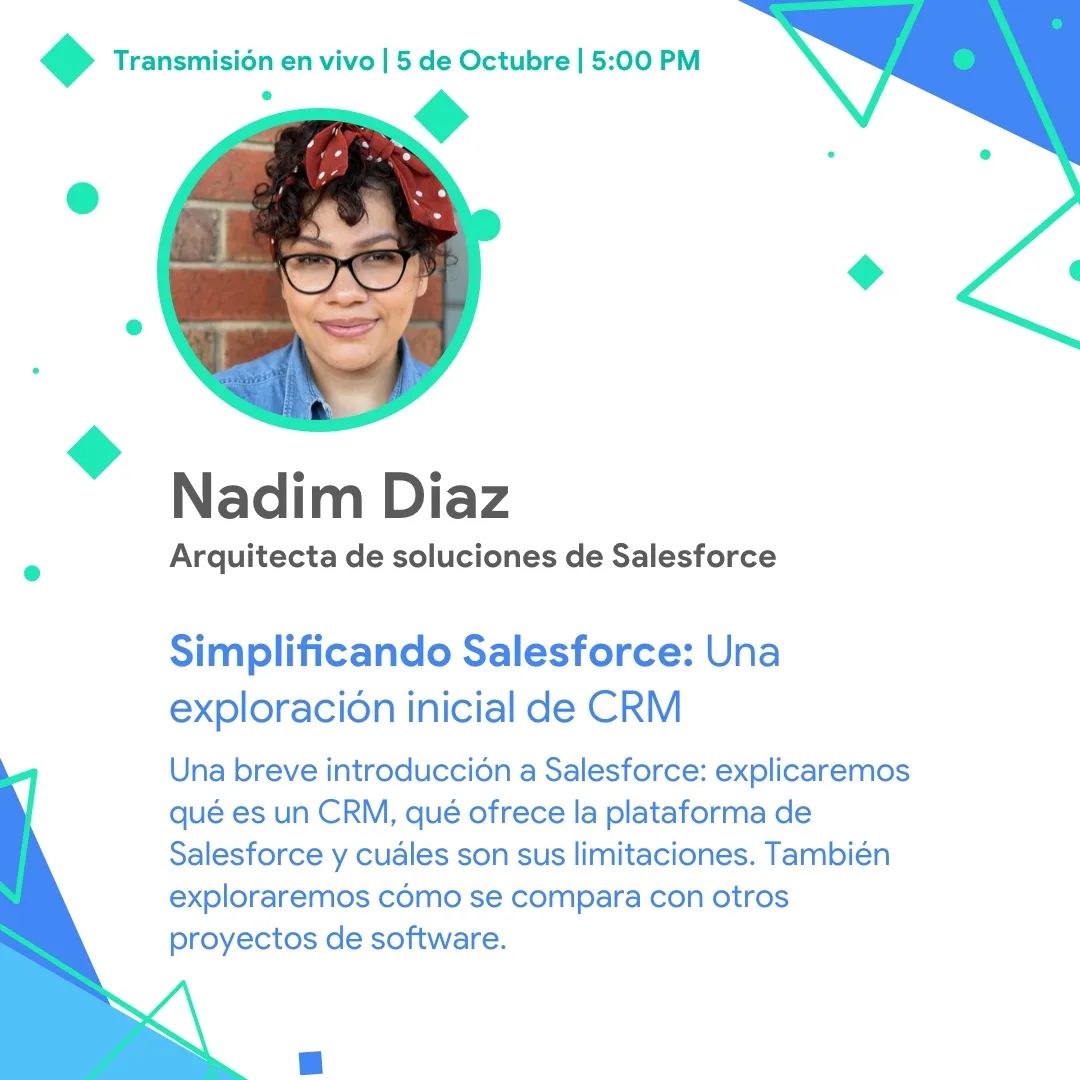 Transmisión en vivo | 5 de Octubre | 5:00 PM
Nadim Diaz
Arquitecta de soluciones de Salesforce
Simplificando Salesforce: Una
exploración inicial de CRM
Una breve introducción a Salesforce: explicaremos
qué es un CRM, qué ofrece la plataforma de
Salesforce y cuáles son sus limitaciones. También
exploraremos cómo se compara con otros
proyectos de software.